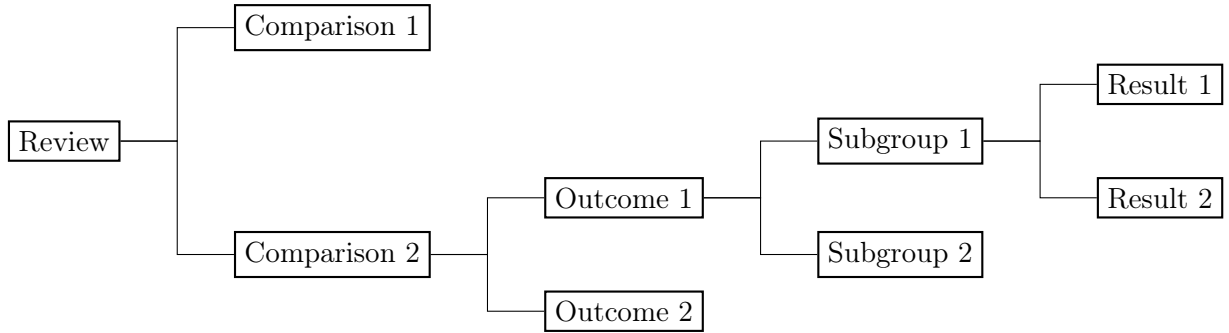 Comparison 1
Result 1
Review
Subgroup 1
Outcome 1
Result 2
Comparison 2
Subgroup 2
Outcome 2